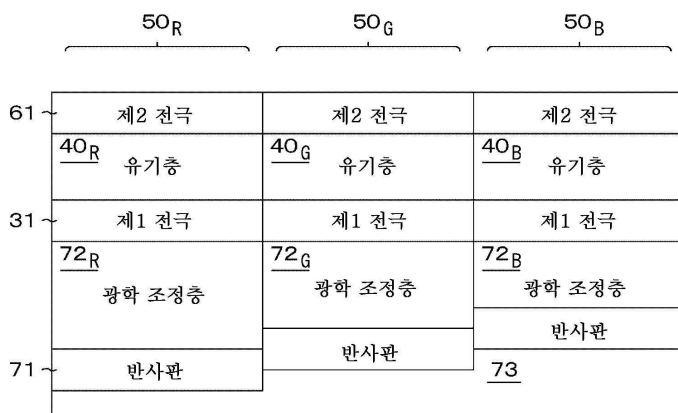 50R 50G 50B
61 제2 전극 제2 전극 제2 전극
40R 40G 40B
유기층 유기층 유기층
31 제1 전극 제1 전극 제1 전극
72R 72G 72B
광학 조정층 광학 조정층 광학 조정층
반사판
반사판
71 반사판 73